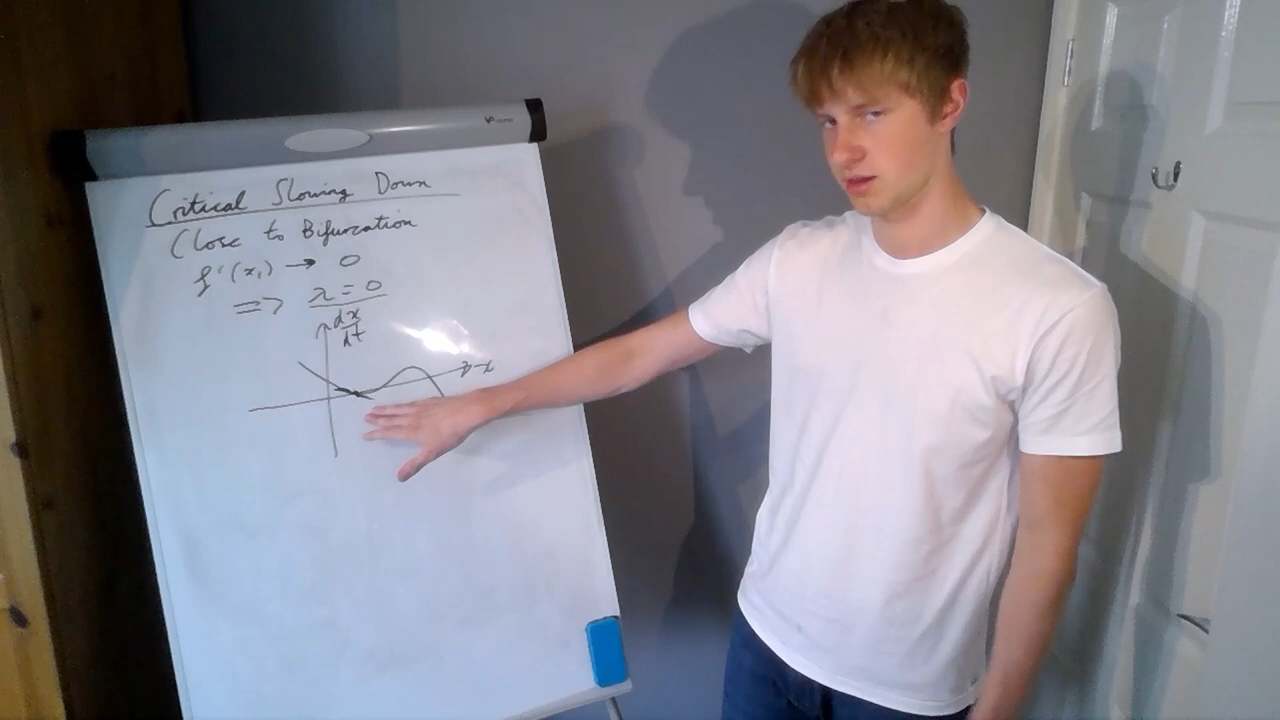 Critical Slowing Down
Close to Bifurcation
f'(x₁) → 0
=> λ = 0
dx/dt
x